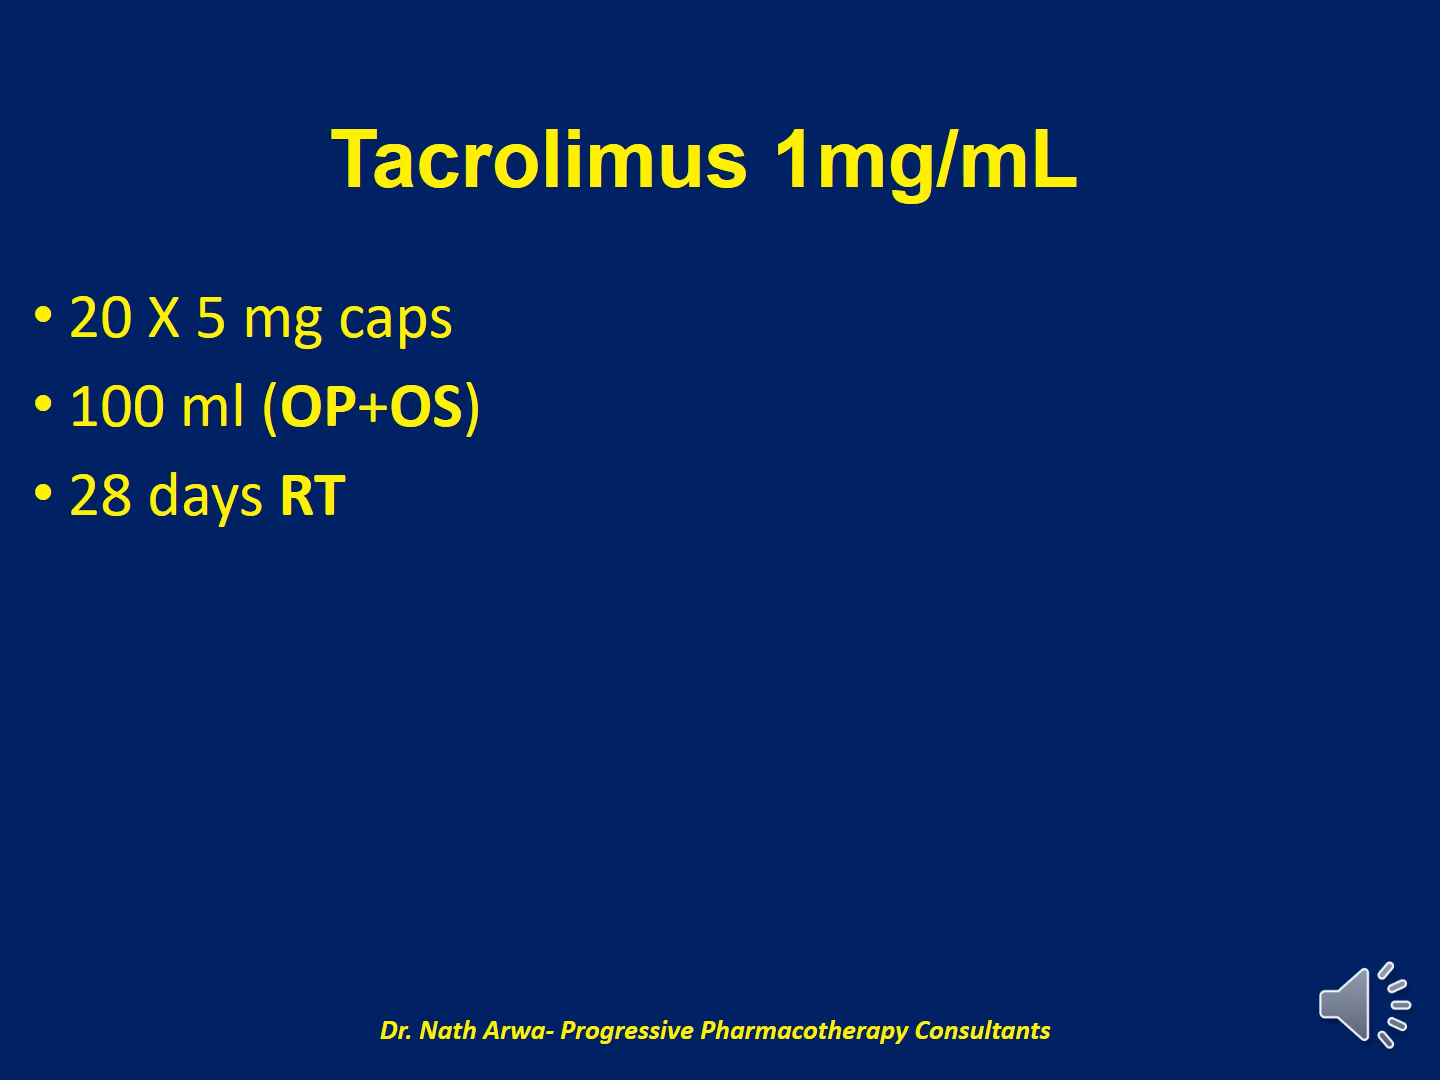 Tacrolimus 1mg/mL
• 20 X 5 mg caps
• 100 ml (OP+OS)
• 28 days RT
Dr. Nath Arwa- Progressive Pharmacotherapy Consultants